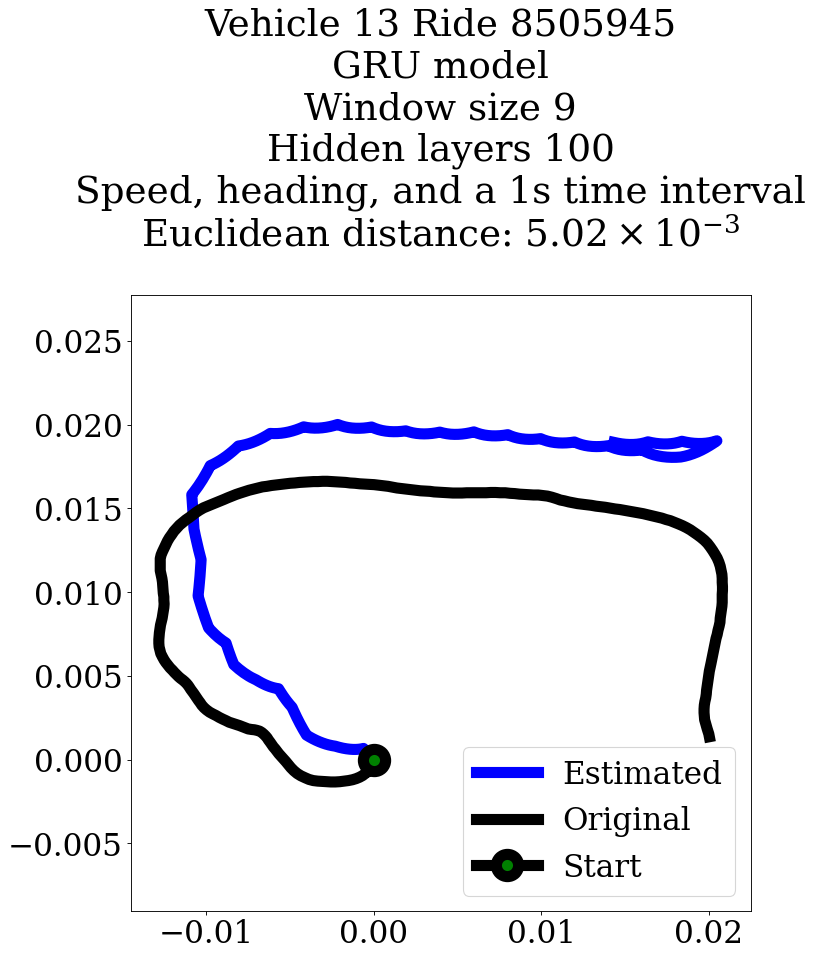 Vehicle 13 Ride 8505945
GRU model
Window size 9
Hidden layers 100
Speed, heading, and a 1s time interval
Euclidean distance: 5.02 × 10⁻³
0.025
0.020
0.015
0.010
0.005
0.000
−0.005
Estimated
Original
Start
−0.01
0.00
0.01
0.02